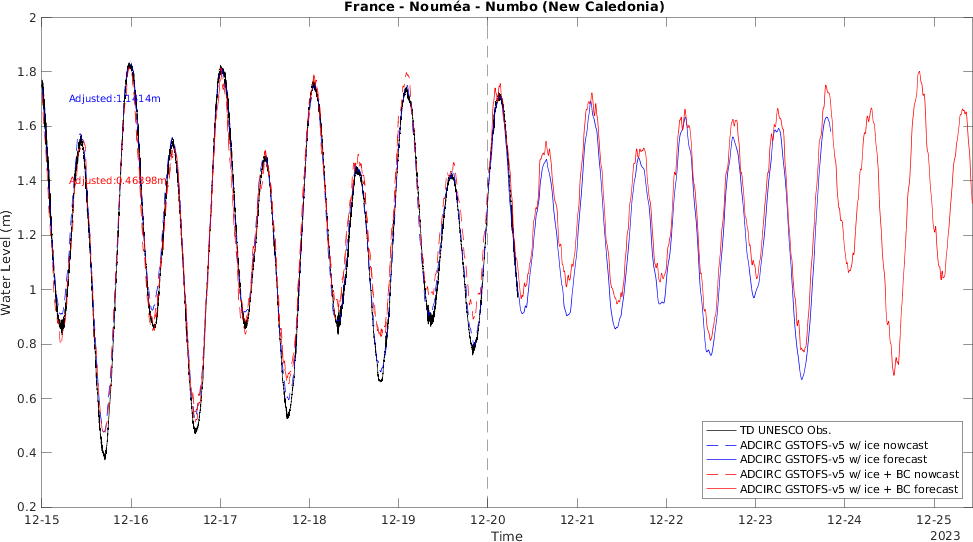 France - Nouméa - Numbo (New Caledonia)
2
1.8
1.6
1.4
1.2
1
0.8
0.6
0.4
0.2
Water Level (m)
Adjusted:1.1414m
Adjusted:0.46898m
TD UNESCO Obs.
ADCIRC GSTOFS-v5 w/ ice nowcast
ADCIRC GSTOFS-v5 w/ ice forecast
ADCIRC GSTOFS-v5 w/ ice + BC nowcast
ADCIRC GSTOFS-v5 w/ ice + BC forecast
12-15 12-16 12-17 12-18 12-19 12-20 12-21 12-22 12-23 12-24 12-25
Time
2023